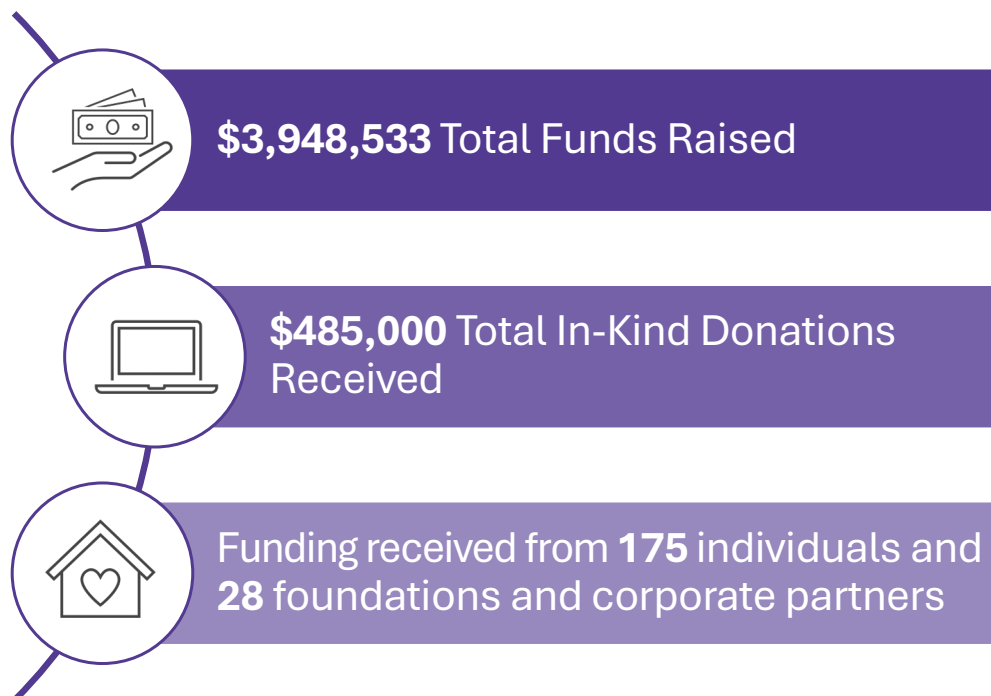 $3,948,533 Total Funds Raised
$485,000 Total In-Kind Donations
Received
Funding received from 175 individuals and
28 foundations and corporate partners